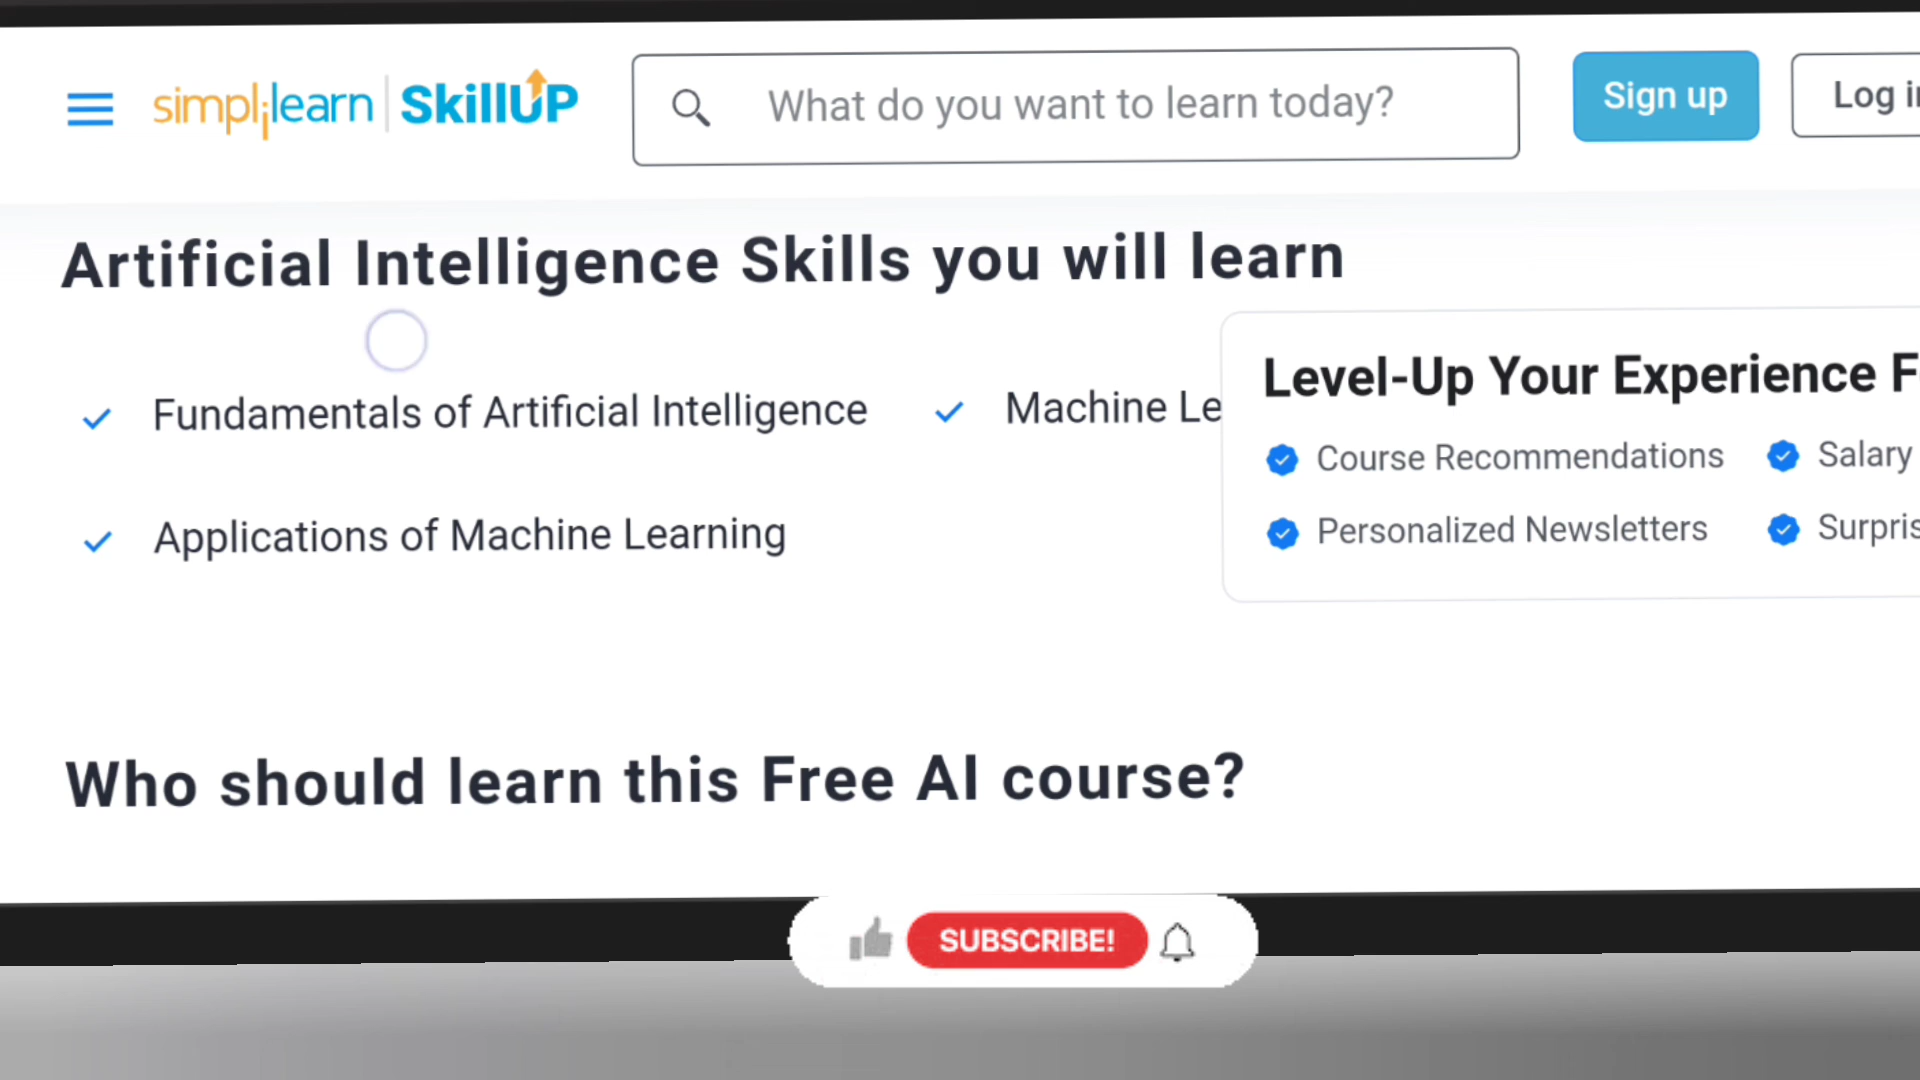 simplilearn | SkillUP
What do you want to learn today?
Sign up
Log
Artificial Intelligence Skills you will learn
Fundamentals of Artificial Intelligence
Machine
Applications of Machine Learning
Level-Up Your Experience
Course Recommendations
Salary
Personalized Newsletters
Who should learn this Free AI course?
SUBSCRIBE!